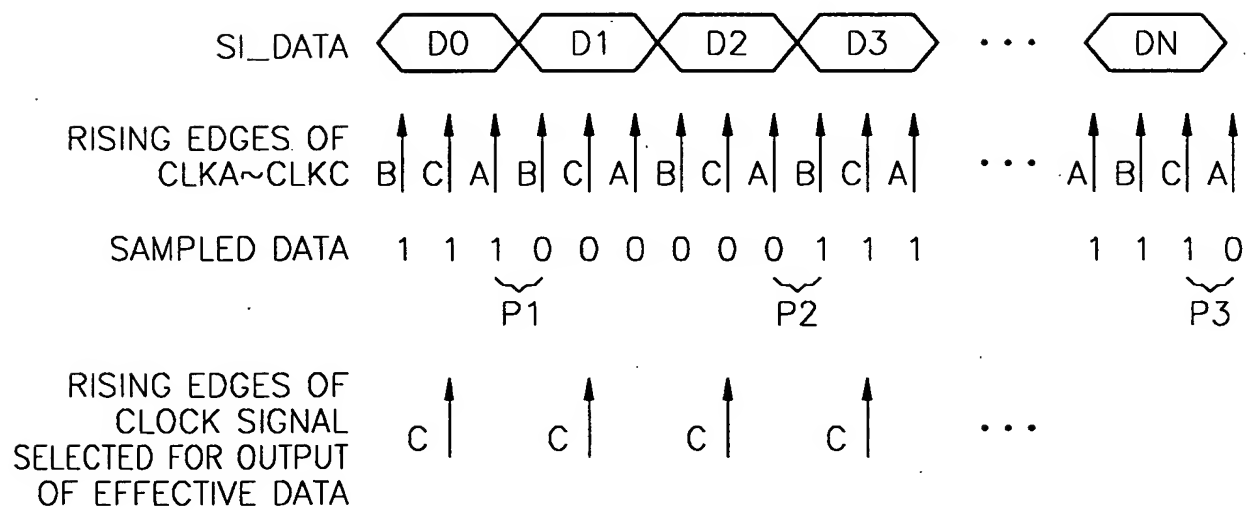 SI_DATA D0 D1 D2 D3 ... DN
RISING EDGES OF
CLKA~CLKC B C A B C A B C A B C A ... A B C A
SAMPLED DATA 1 1 1 0 0 0 0 0 0 1 1 1 1 1 1 0
P1 P2 P3
RISING EDGES OF
CLOCK SIGNAL
SELECTED FOR OUTPUT C C C C ...
OF EFFECTIVE DATA